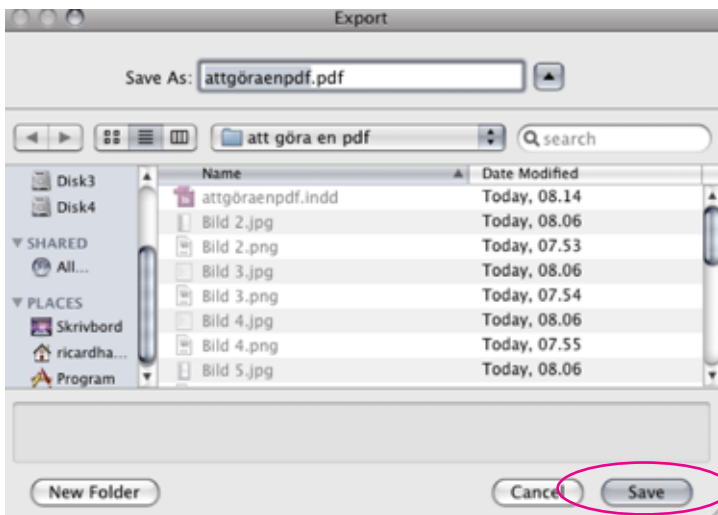 Export
Save As: attgöraenpdf.pdf
att göra en pdf
search
Name Date Modified
Disk3
Disk4
SHARED
All...
PLACES
Skrivbord
ricardha...
Program
attgöraenpdf.indd Today, 08.14
Bild 2.jpg Today, 08.06
Bild 2.png Today, 07.53
Bild 3.jpg Today, 08.06
Bild 3.png Today, 07.54
Bild 4.jpg Today, 08.06
Bild 4.png Today, 07.55
Bild 5.jpg Today, 08.06
New Folder Cancel Save